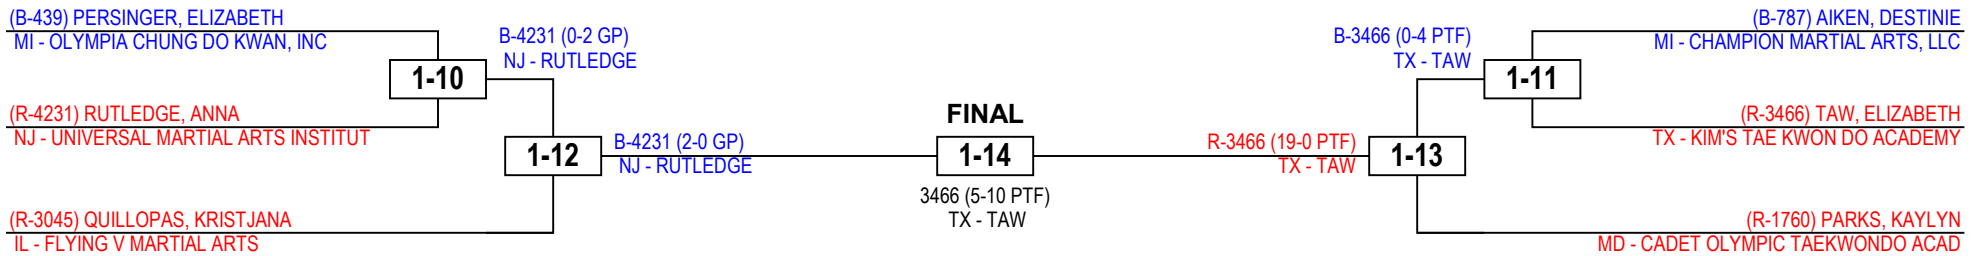 (B-439) PERSINGER, ELIZABETH
MI - OLYMPIA CHUNG DO KWAN, INC
B-4231 (0-2 GP)
NJ - RUTLEDGE
1-10
(R-4231) RUTLEDGE, ANNA
NJ - UNIVERSAL MARTIAL ARTS INSTITUT
1-12
B-4231 (2-0 GP)
NJ - RUTLEDGE
(R-3045) QUILLOPAS, KRISTJANA
IL - FLYING V MARTIAL ARTS
FINAL
1-14
3466 (5-10 PTF)
TX - TAW
B-3466 (0-4 PTF)
TX - TAW
(B-787) AIKEN, DESTINIE
MI - CHAMPION MARTIAL ARTS, LLC
1-11
(R-3466) TAW, ELIZABETH
TX - KIM'S TAE KWON DO ACADEMY
R-3466 (19-0 PTF)
TX - TAW
1-13
(R-1760) PARKS, KAYLYN
MD - CADET OLYMPIC TAEKWONDO ACAD